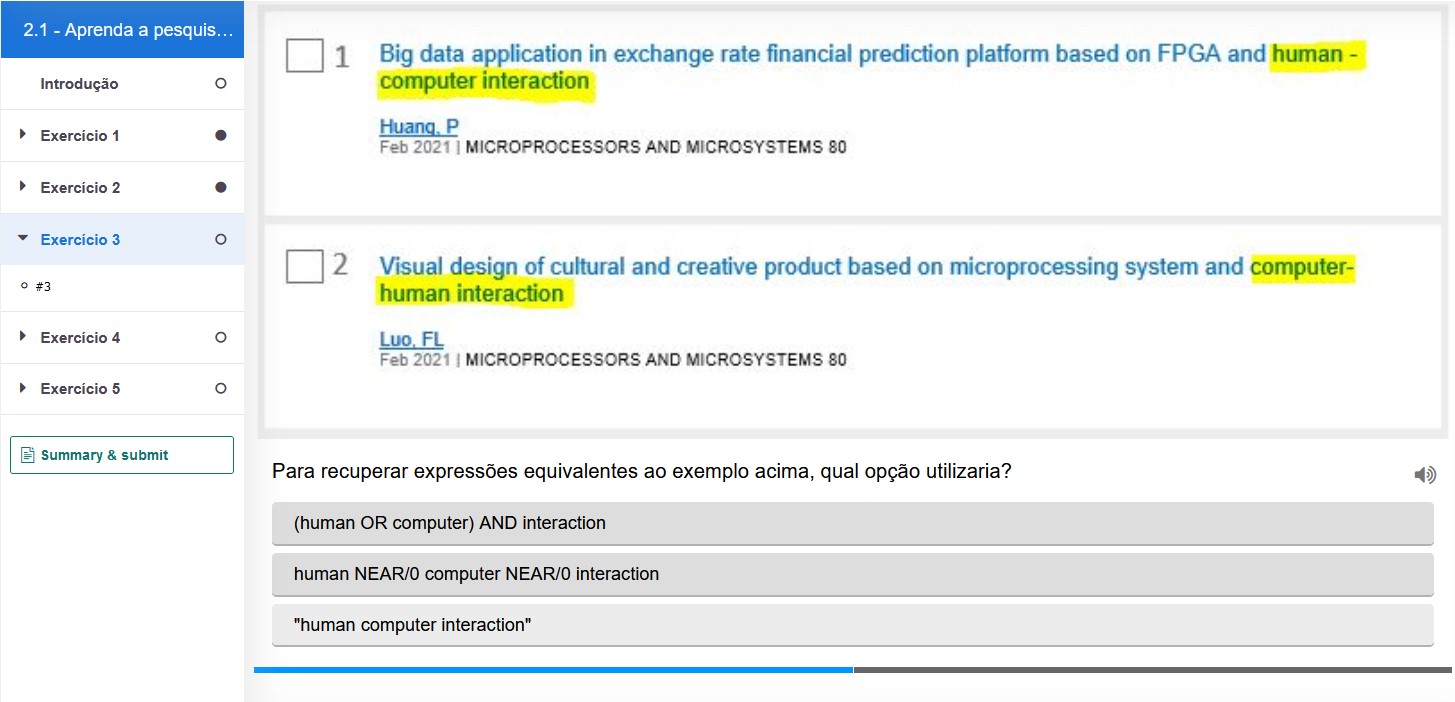 2.1 - Aprenda a pesquis...
Introdução
Exercício 1
Exercício 2
Exercício 3
#3
Exercício 4
Exercício 5
Summary & submit
1
Big data application in exchange rate financial prediction platform based on FPGA and human -
computer interaction
Huang, P
Feb 2021 | MICROPROCESSORS AND MICROSYSTEMS 80
2
Visual design of cultural and creative product based on microprocessing system and computer-
human interaction
Luo, FL
Feb 2021 | MICROPROCESSORS AND MICROSYSTEMS 80
Para recuperar expressões equivalentes ao exemplo acima, qual opção utilizaria?
(human OR computer) AND interaction
human NEAR/0 computer NEAR/0 interaction
"human computer interaction"